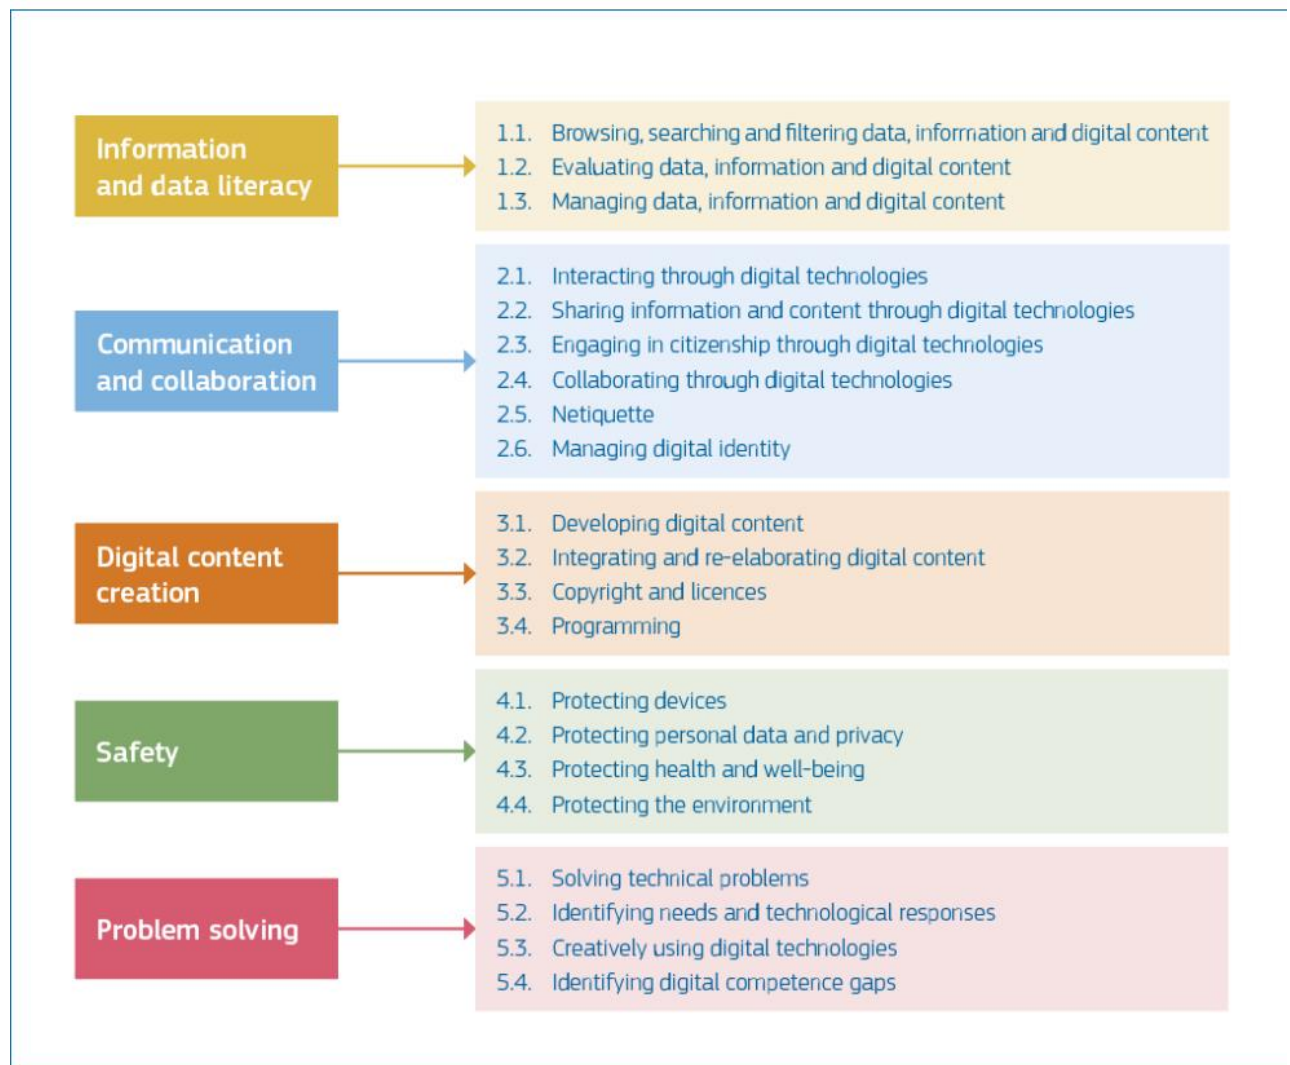 Information
and data literacy
1.1. Browsing, searching and filtering data, information and digital content
1.2. Evaluating data, information and digital content
1.3. Managing data, information and digital content
Communication
and collaboration
2.1. Interacting through digital technologies
2.2. Sharing information and content through digital technologies
2.3. Engaging in citizenship through digital technologies
2.4. Collaborating through digital technologies
2.5. Netiquette
2.6. Managing digital identity
Digital content
creation
3.1. Developing digital content
3.2. Integrating and re-elaborating digital content
3.3. Copyright and licences
3.4. Programming
Safety
4.1. Protecting devices
4.2. Protecting personal data and privacy
4.3. Protecting health and well-being
4.4. Protecting the environment
Problem solving
5.1. Solving technical problems
5.2. Identifying needs and technological responses
5.3. Creatively using digital technologies
5.4. Identifying digital competence gaps